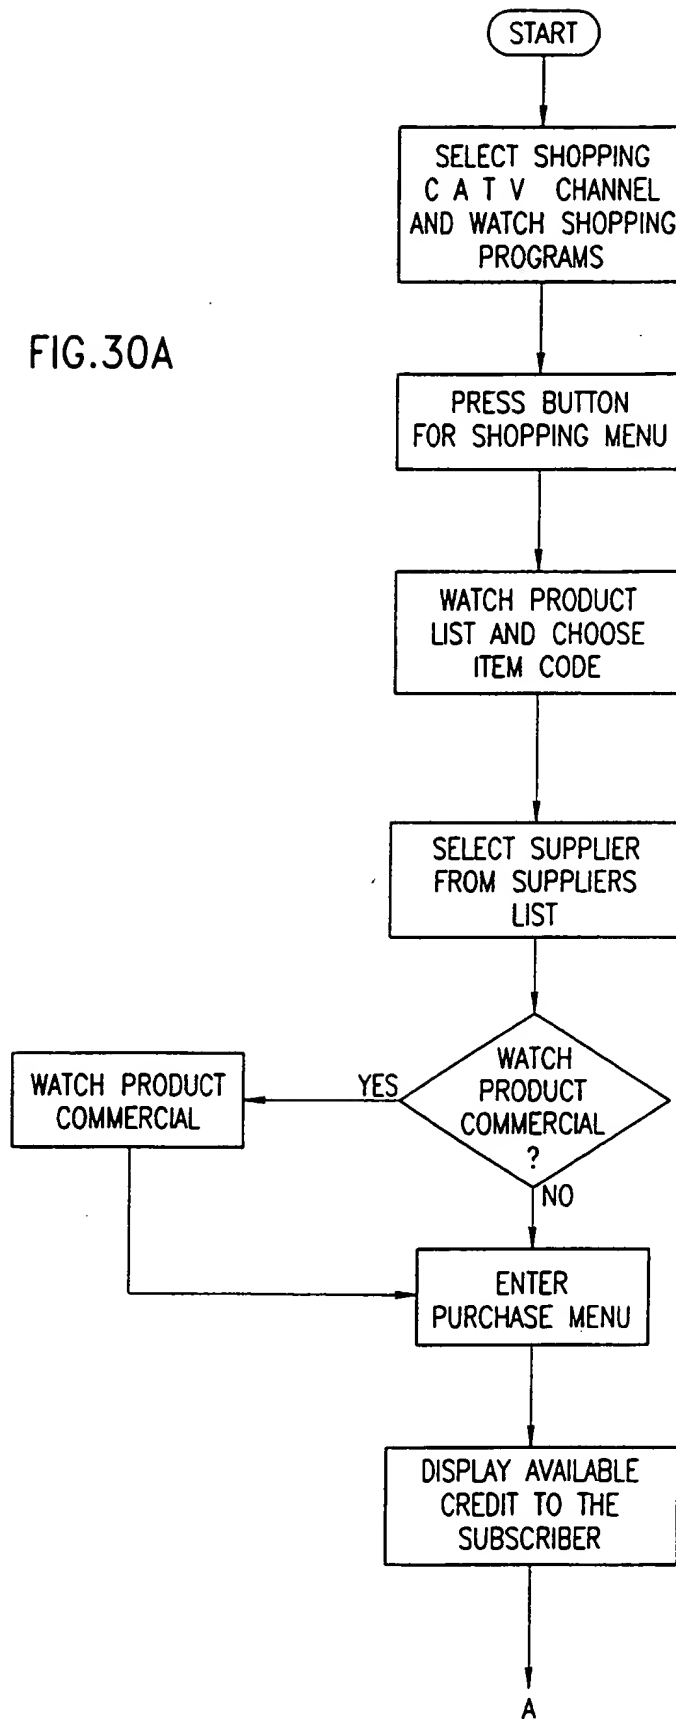 START
SELECT SHOPPING
C A T V CHANNEL
AND WATCH SHOPPING
PROGRAMS
FIG.30A
PRESS BUTTON
FOR SHOPPING MENU
WATCH PRODUCT
LIST AND CHOOSE
ITEM CODE
SELECT SUPPLIER
FROM SUPPLIERS
LIST
WATCH
PRODUCT
COMMERCIAL
?
YES
WATCH PRODUCT
COMMERCIAL
NO
ENTER
PURCHASE MENU
DISPLAY AVAILABLE
CREDIT TO THE
SUBSCRIBER
A